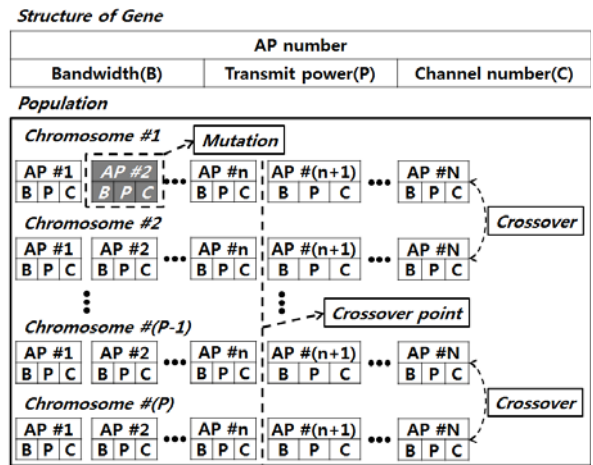 Structure of Gene
AP number
Bandwidth(B) Transmit power(P) Channel number(C)
Population
Chromosome #1
Mutation
AP #1 AP #2 ••• AP #n AP #(n+1) ••• AP #N
B P C B P C B P C B P C B P C
Crossover
Chromosome #2
AP #1 AP #2 ••• AP #n AP #(n+1) ••• AP #N
B P C B P C B P C B P C B P C
Crossover point
Chromosome #(P-1)
AP #1 AP #2 ••• AP #n AP #(n+1) ••• AP #N
B P C B P C B P C B P C B P C
Crossover
Chromosome #(P)
AP #1 AP #2 ••• AP #n AP #(n+1) ••• AP #N
B P C B P C B P C B P C B P C